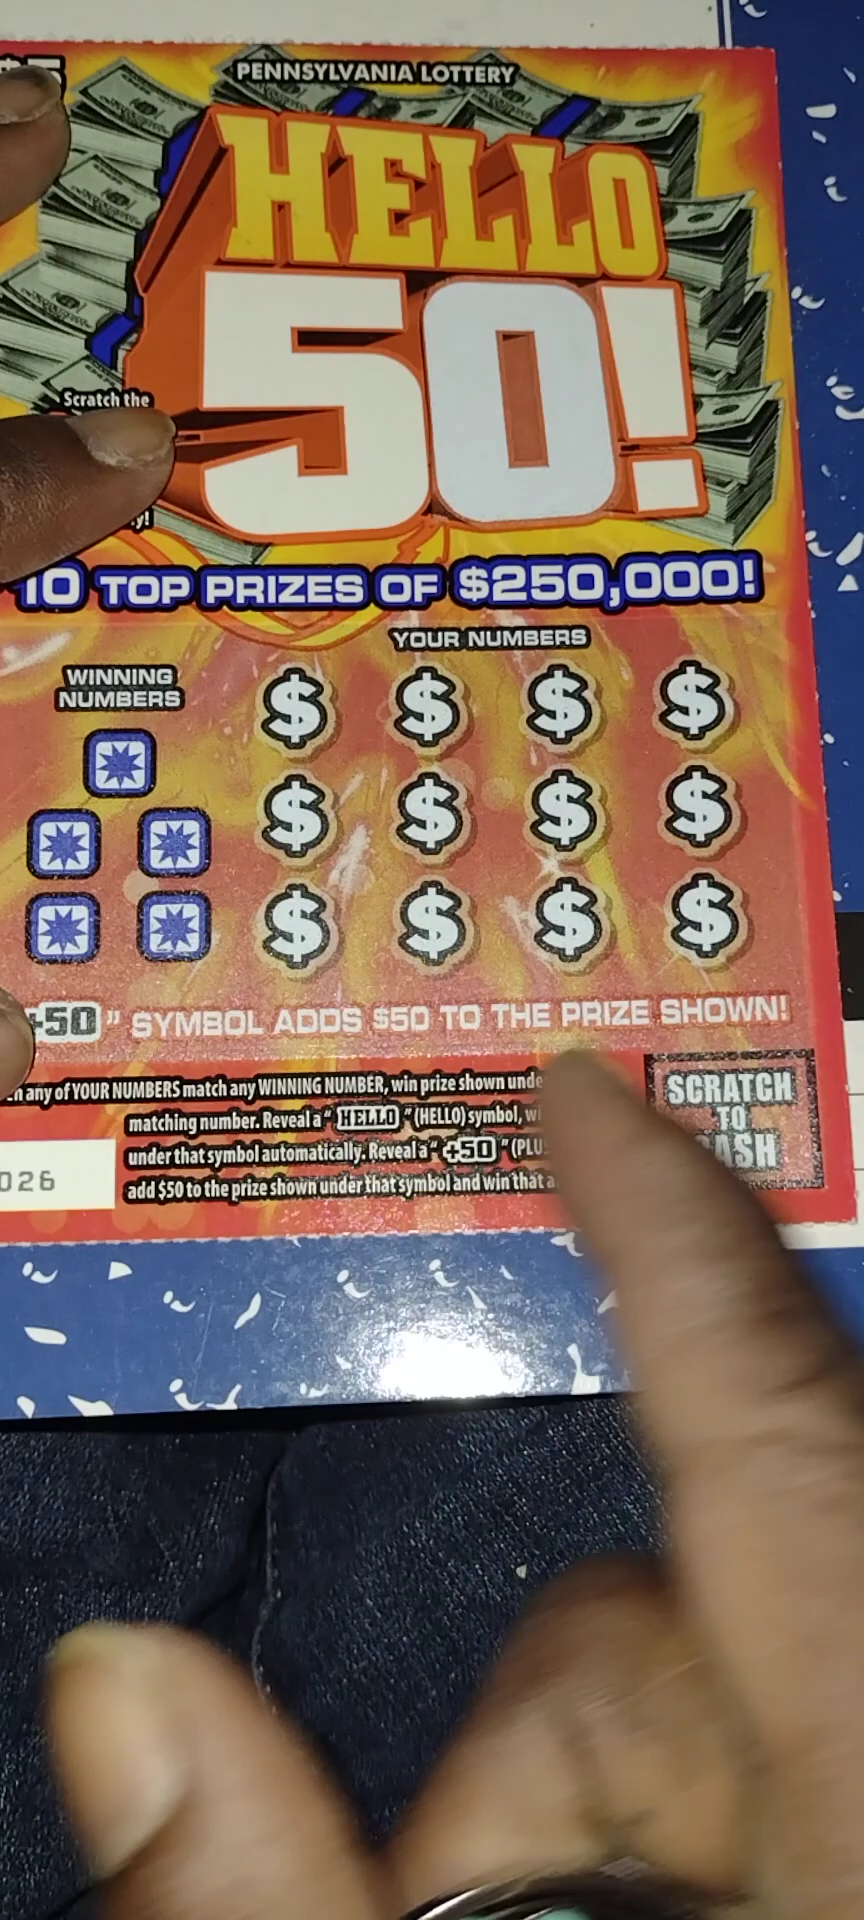 PENNSYLVANIA LOTTERY
HELLO
50!
Scratch the
10 TOP PRIZES OF $250,000!
YOUR NUMBERS
WINNING
NUMBERS
$ $ $ $
$ $ $ $
$ $ $ $
+50" SYMBOL ADDS $50 TO THE PRIZE SHOWN!
any of YOUR NUMBERS match any WINNING NUMBER, win prize shown
matching number. Reveal a "HELLO" (HELLO) symbol,
under that symbol automatically. Reveal a "+50"
add $50 to the prize shown under that symbol and win that
SCRATCH
TO
026